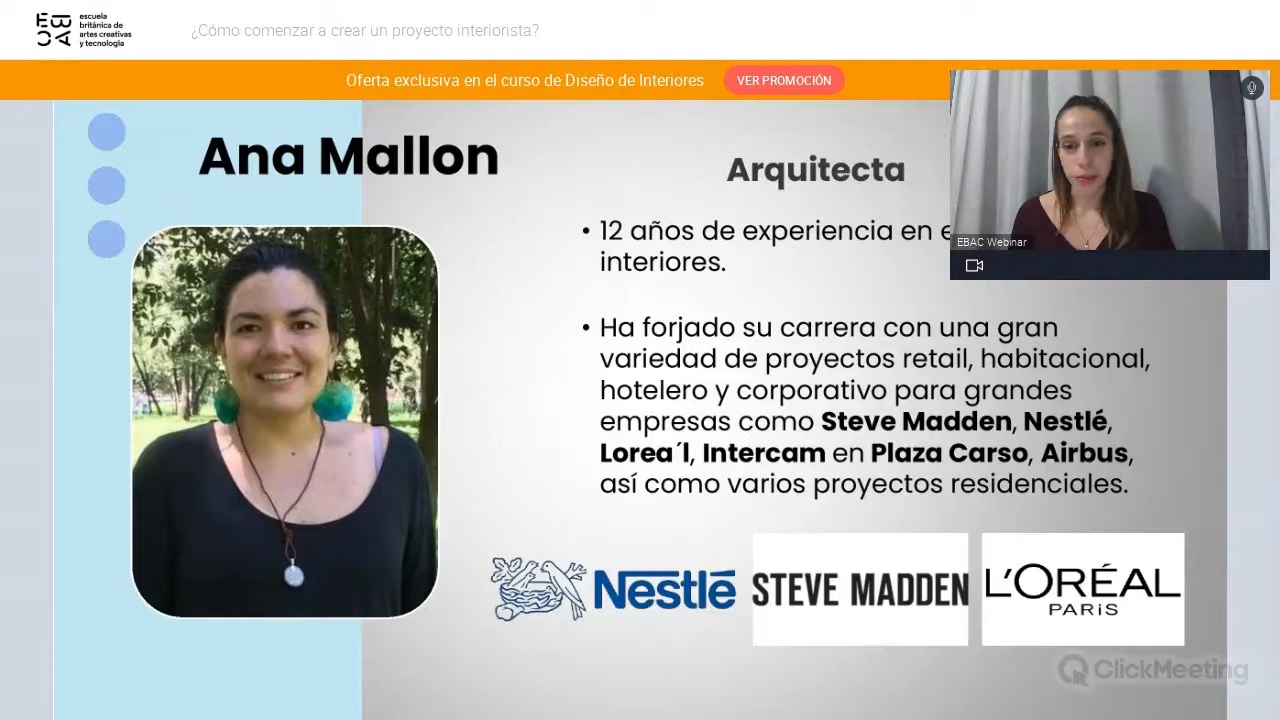 escuela
británica de
artes creativas
y tecnología
EBAC
¿Cómo comenzar a crear un proyecto interiorista?
Oferta exclusiva en el curso de Diseño de Interiores
VER PROMOCIÓN
Ana Mallon
Arquitecta
• 12 años de experiencia en
interiores.
EBAC Webinar
• Ha forjado su carrera con una gran
variedad de proyectos retail, habitacional,
hotelero y corporativo para grandes
empresas como Steve Madden, Nestlé,
Lorea´l, Intercam en Plaza Carso, Airbus,
así como varios proyectos residenciales.
Nestlé
STEVE MADDEN
L'ORÉAL
PARiS
ClickMeeting